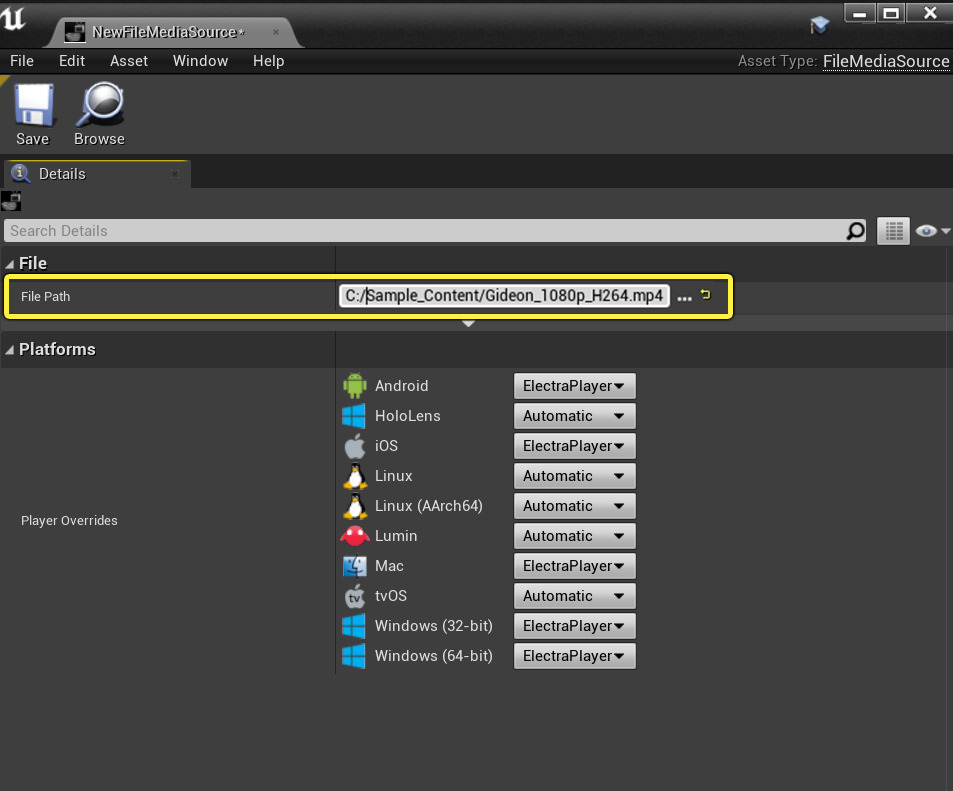 NewFileMediaSource*
File Edit Asset Window Help Asset Type: FileMediaSource
Save Browse
Details
Search Details
File
File Path C:/Sample_Content/Gideon_1080p_H264.mp4 ...
Platforms
Android ElectraPlayer
HoloLens Automatic
iOS ElectraPlayer
Linux Automatic
Linux (AArch64) Automatic
Player Overrides
Lumin Automatic
Mac ElectraPlayer
tv tvOS Automatic
Windows (32-bit) ElectraPlayer
Windows (64-bit) ElectraPlayer